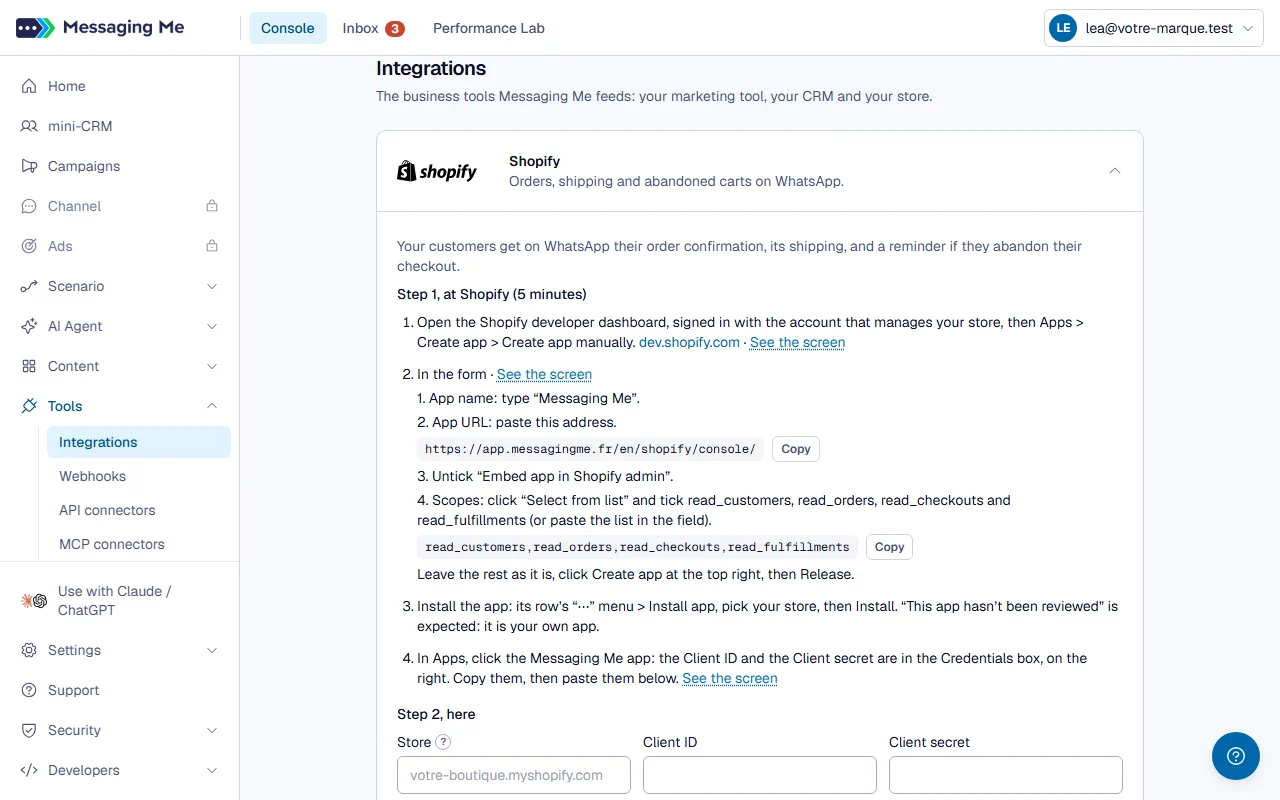 Messaging Me
Console
Inbox 3
Performance Lab
LE lea@votre-marque.test
Home
mini-CRM
Campaigns
Channel
Ads
Scenario
AI Agent
Content
Tools
Integrations
Webhooks
API connectors
MCP connectors
Use with Claude /
ChatGPT
Settings
Support
Security
Developers
Integrations
The business tools Messaging Me feeds: your marketing tool, your CRM and your store.
shopify
Shopify
Orders, shipping and abandoned carts on WhatsApp.
Your customers get on WhatsApp their order confirmation, its shipping, and a reminder if they abandon their
checkout.
Step 1, at Shopify (5 minutes)
1. Open the Shopify developer dashboard, signed in with the account that manages your store, then Apps >
Create app > Create app manually. dev.shopify.com · See the screen
2. In the form · See the screen
1. App name: type “Messaging Me”.
2. App URL: paste this address.
https://app.messagingme.fr/en/shopify/console/ Copy
3. Untick “Embed app in Shopify admin”.
4. Scopes: click “Select from list” and tick read_customers, read_orders, read_checkouts and
read_fulfillments (or paste the list in the field).
read_customers,read_orders,read_checkouts,read_fulfillments Copy
Leave the rest as it is, click Create app at the top right, then Release.
3. Install the app: its row’s “···” menu > Install app, pick your store, then Install. “This app hasn’t been reviewed” is
expected: it is your own app.
4. In Apps, click the Messaging Me app: the Client ID and the Client secret are in the Credentials box, on the
right. Copy them, then paste them below. See the screen
Step 2, here
Store ?
Client ID
Client secret
votre-boutique.myshopify.com